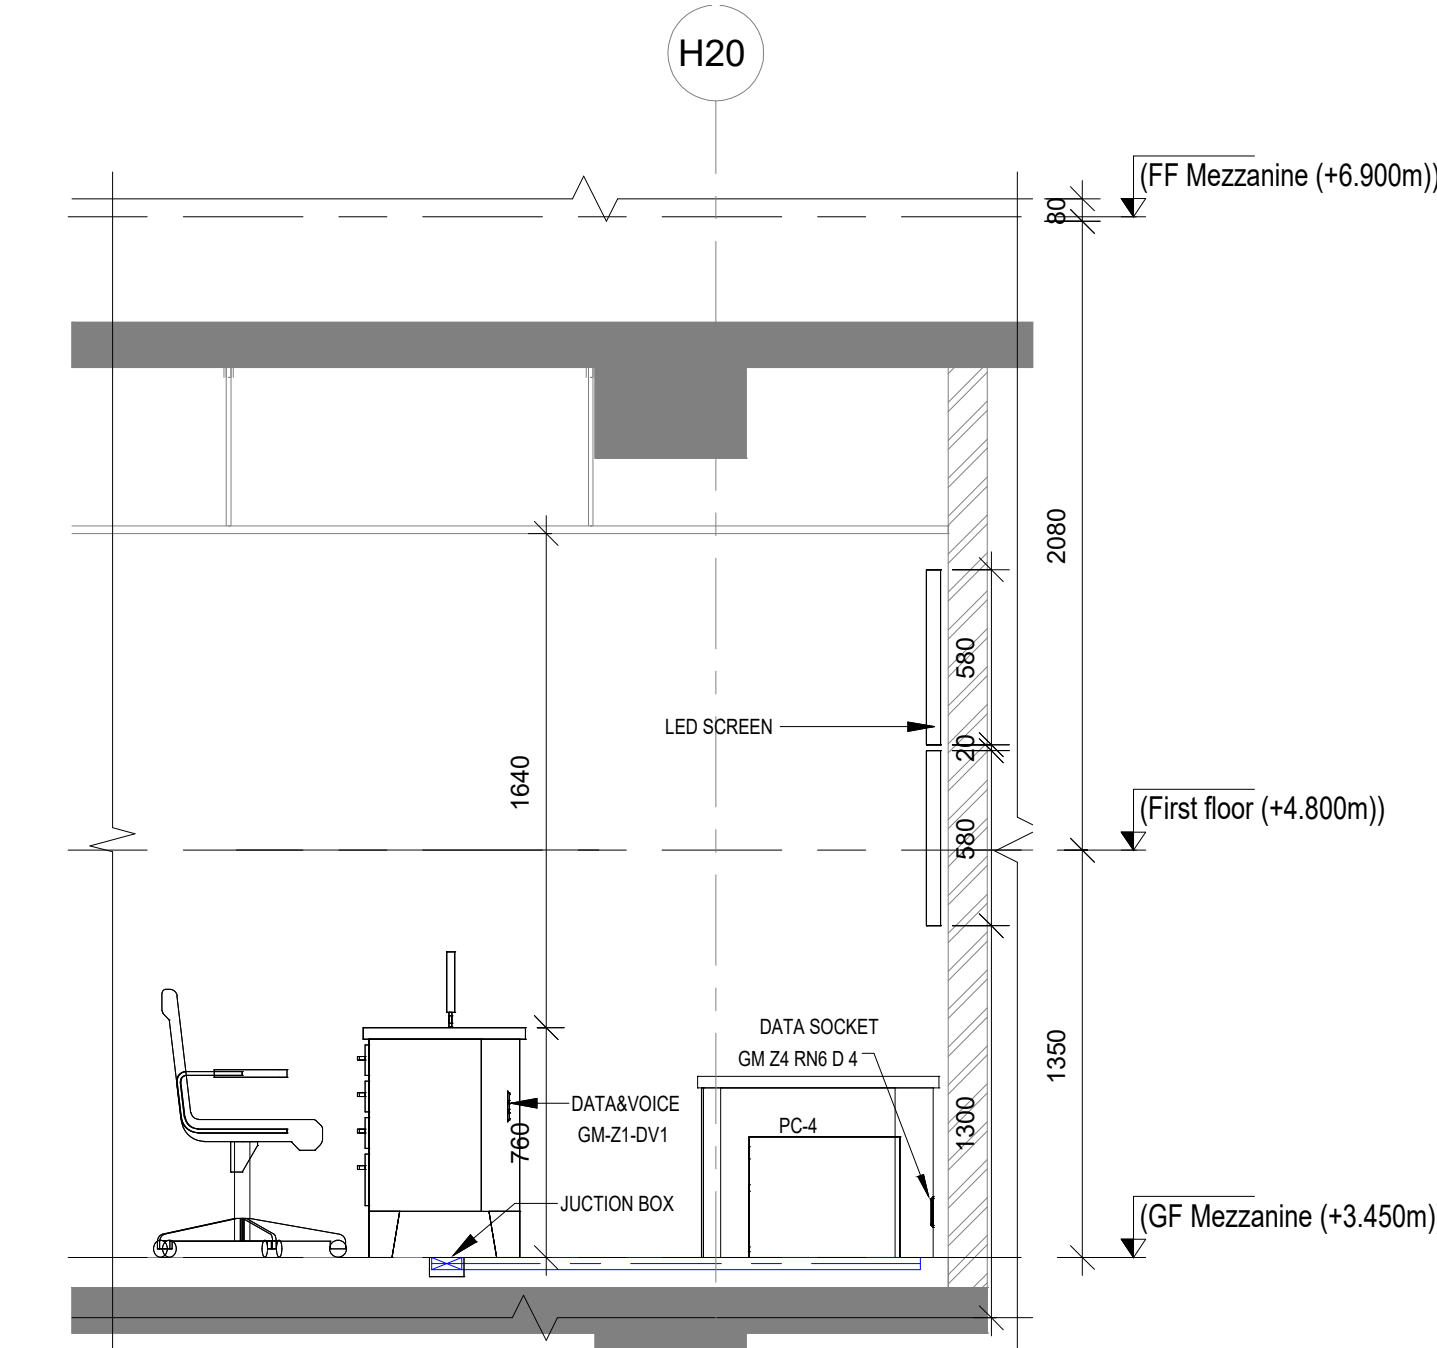 H20
(FF Mezzanine (+6.900m))
80
2080
580
LED SCREEN
20
1640
(First floor (+4.800m))
580
DATA SOCKET
GM Z4 RN6 D 4
1350
DATA&VOICE
GM-Z1-DV1
760
PC-4
1300
JUCTION BOX
(GF Mezzanine (+3.450m)